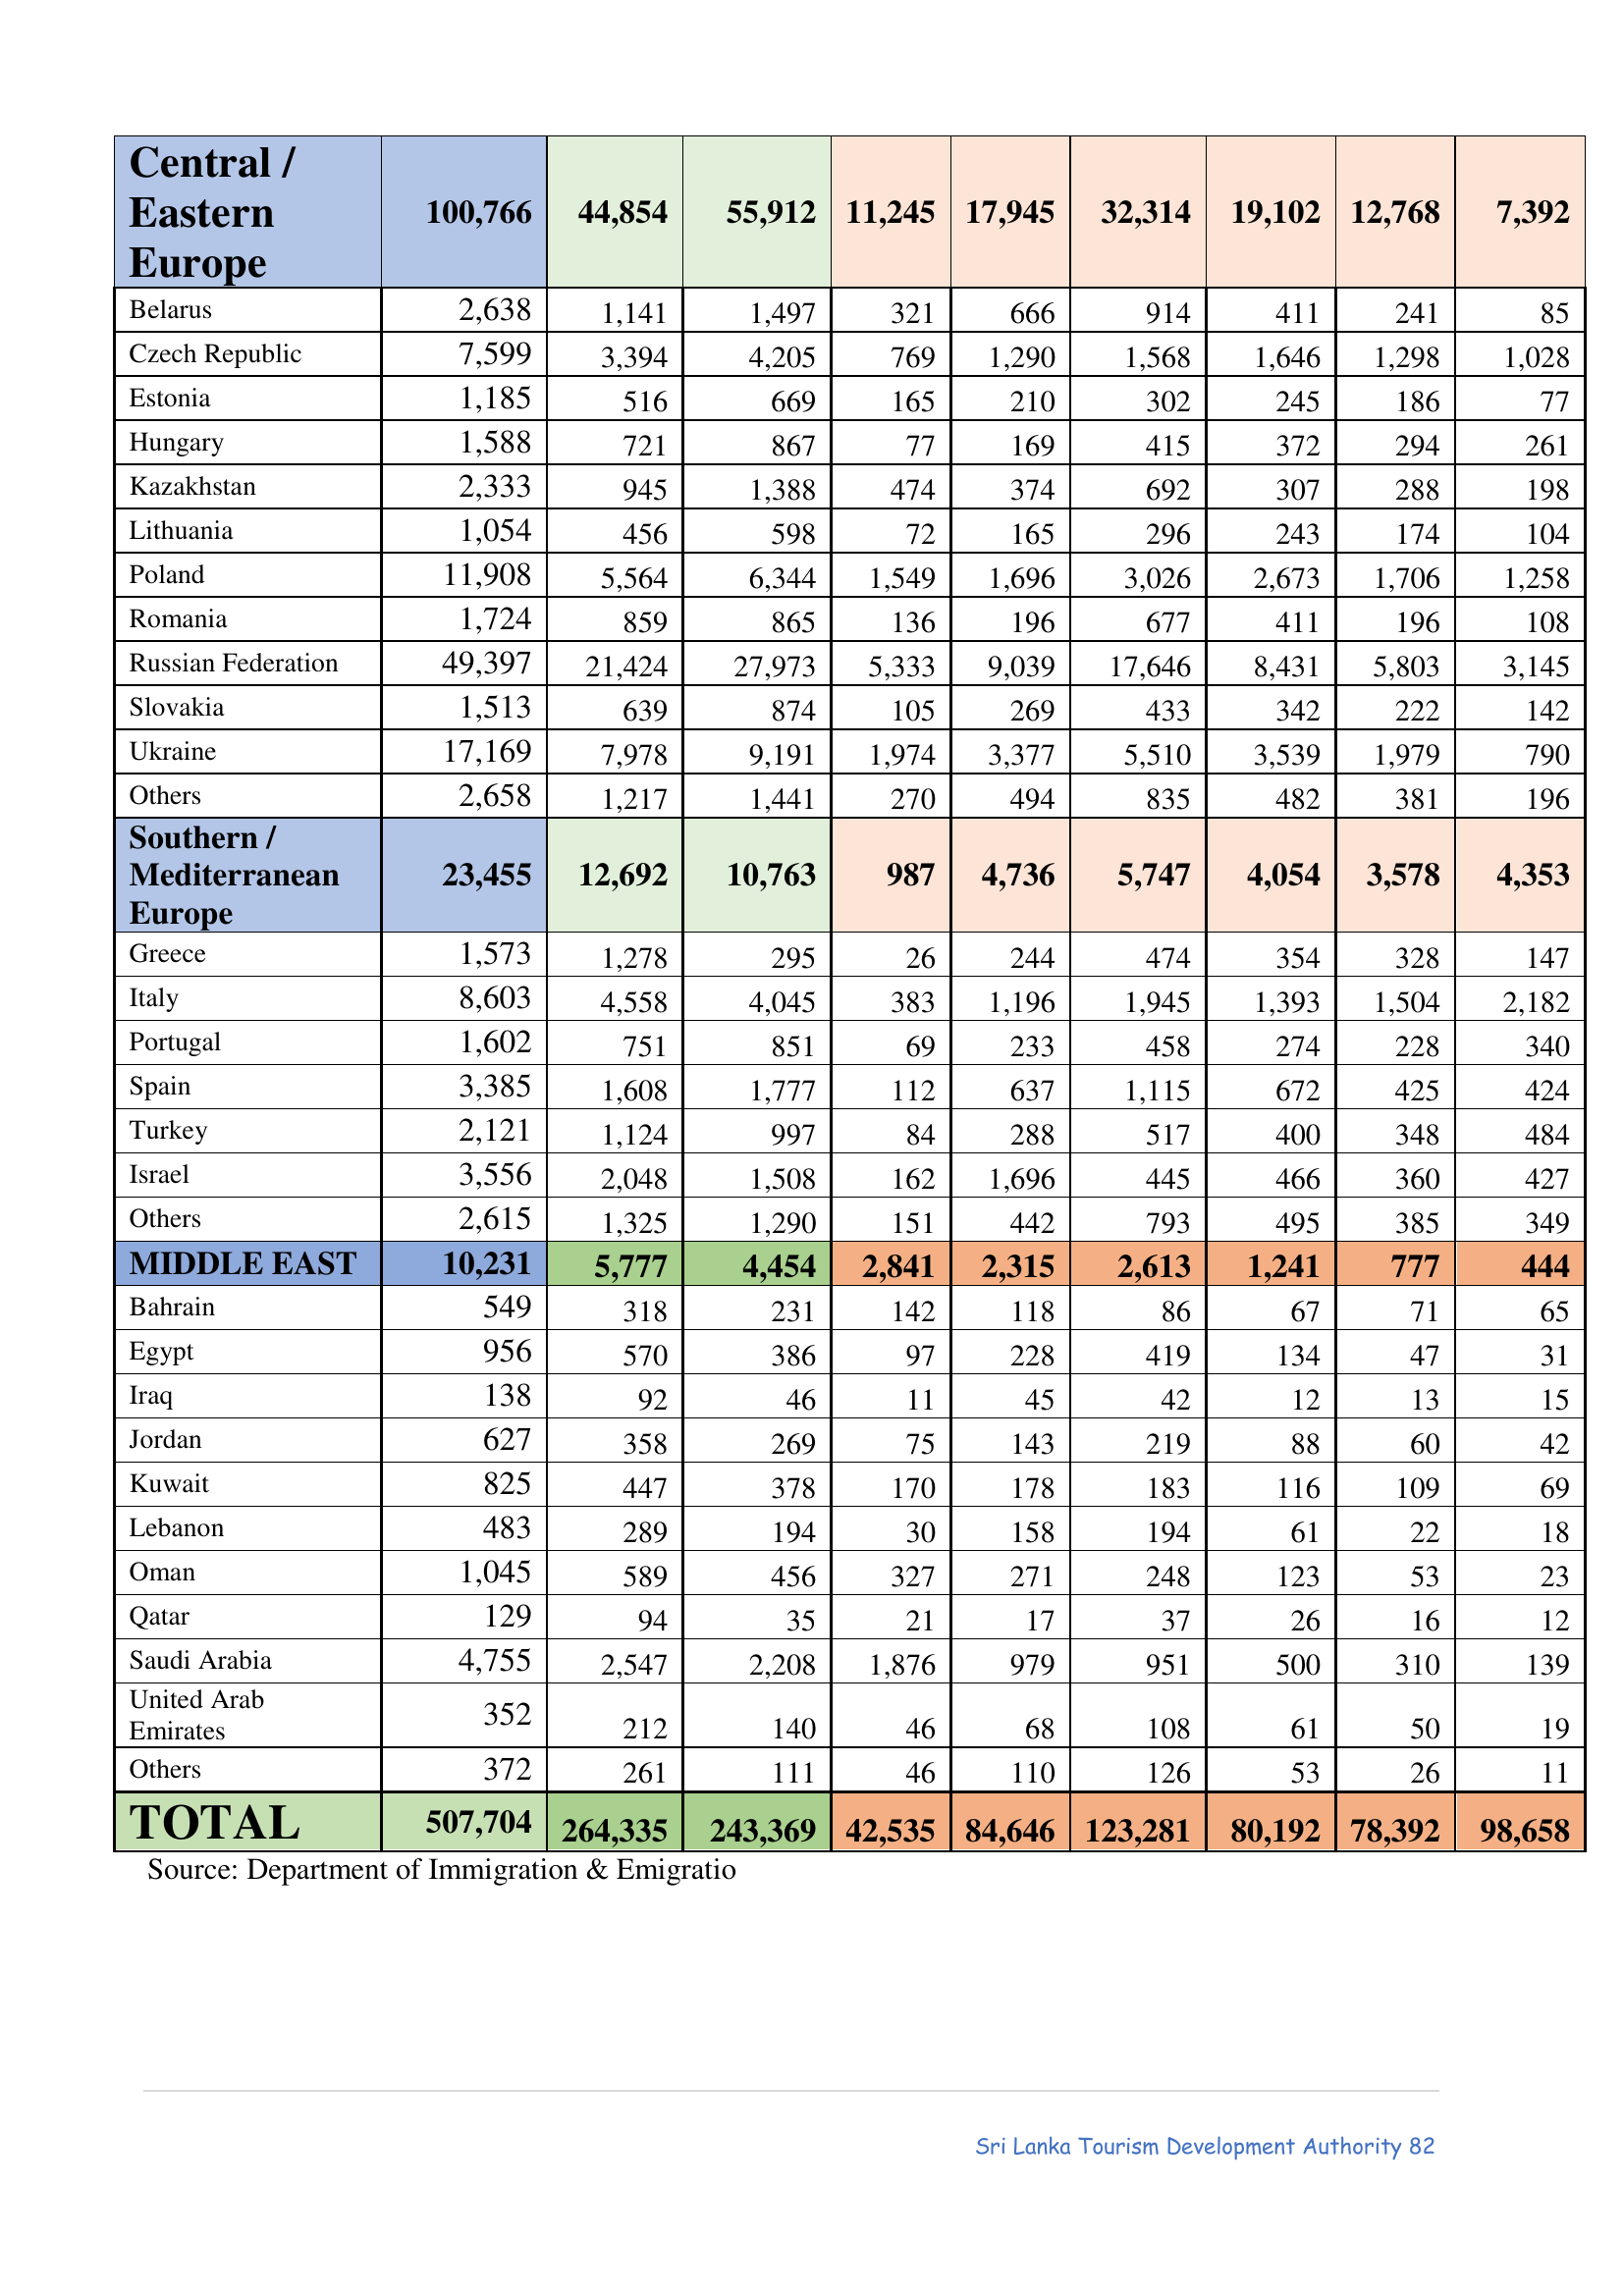 Central /
Eastern
Europe 100,766 44,854 55,912 11,245 17,945 32,314 19,102 12,768 7,392
Belarus 2,638 1,141 1,497 321 666 914 411 241 85
Czech Republic 7,599 3,394 4,205 769 1,290 1,568 1,646 1,298 1,028
Estonia 1,185 516 669 165 210 302 245 186 77
Hungary 1,588 721 867 77 169 415 372 294 261
Kazakhstan 2,333 945 1,388 474 374 692 307 288 198
Lithuania 1,054 456 598 72 165 296 243 174 104
Poland 11,908 5,564 6,344 1,549 1,696 3,026 2,673 1,706 1,258
Romania 1,724 859 865 136 196 677 411 196 108
Russian Federation 49,397 21,424 27,973 5,333 9,039 17,646 8,431 5,803 3,145
Slovakia 1,513 639 874 105 269 433 342 222 142
Ukraine 17,169 7,978 9,191 1,974 3,377 5,510 3,539 1,979 790
Others 2,658 1,217 1,441 270 494 835 482 381 196
Southern /
Mediterranean
Europe 23,455 12,692 10,763 987 4,736 5,747 4,054 3,578 4,353
Greece 1,573 1,278 295 26 244 474 354 328 147
Italy 8,603 4,558 4,045 383 1,196 1,945 1,393 1,504 2,182
Portugal 1,602 751 851 69 233 458 274 228 340
Spain 3,385 1,608 1,777 112 637 1,115 672 425 424
Turkey 2,121 1,124 997 84 288 517 400 348 484
Israel 3,556 2,048 1,508 162 1,696 445 466 360 427
Others 2,615 1,325 1,290 151 442 793 495 385 349
MIDDLE EAST 10,231 5,777 4,454 2,841 2,315 2,613 1,241 777 444
Bahrain 549 318 231 142 118 86 67 71 65
Egypt 956 570 386 97 228 419 134 47 31
Iraq 138 92 46 11 45 42 12 13 15
Jordan 627 358 269 75 143 219 88 60 42
Kuwait 825 447 378 170 178 183 116 109 69
Lebanon 483 289 194 30 158 194 61 22 18
Oman 1,045 589 456 327 271 248 123 53 23
Qatar 129 94 35 21 17 37 26 16 12
Saudi Arabia 4,755 2,547 2,208 1,876 979 951 500 310 139
United Arab
Emirates 352 212 140 46 68 108 61 50 19
Others 372 261 111 46 110 126 53 26 11
TOTAL 507,704 264,335 243,369 42,535 84,646 123,281 80,192 78,392 98,658
Source: Department of Immigration & Emigratio
Sri Lanka Tourism Development Authority 82